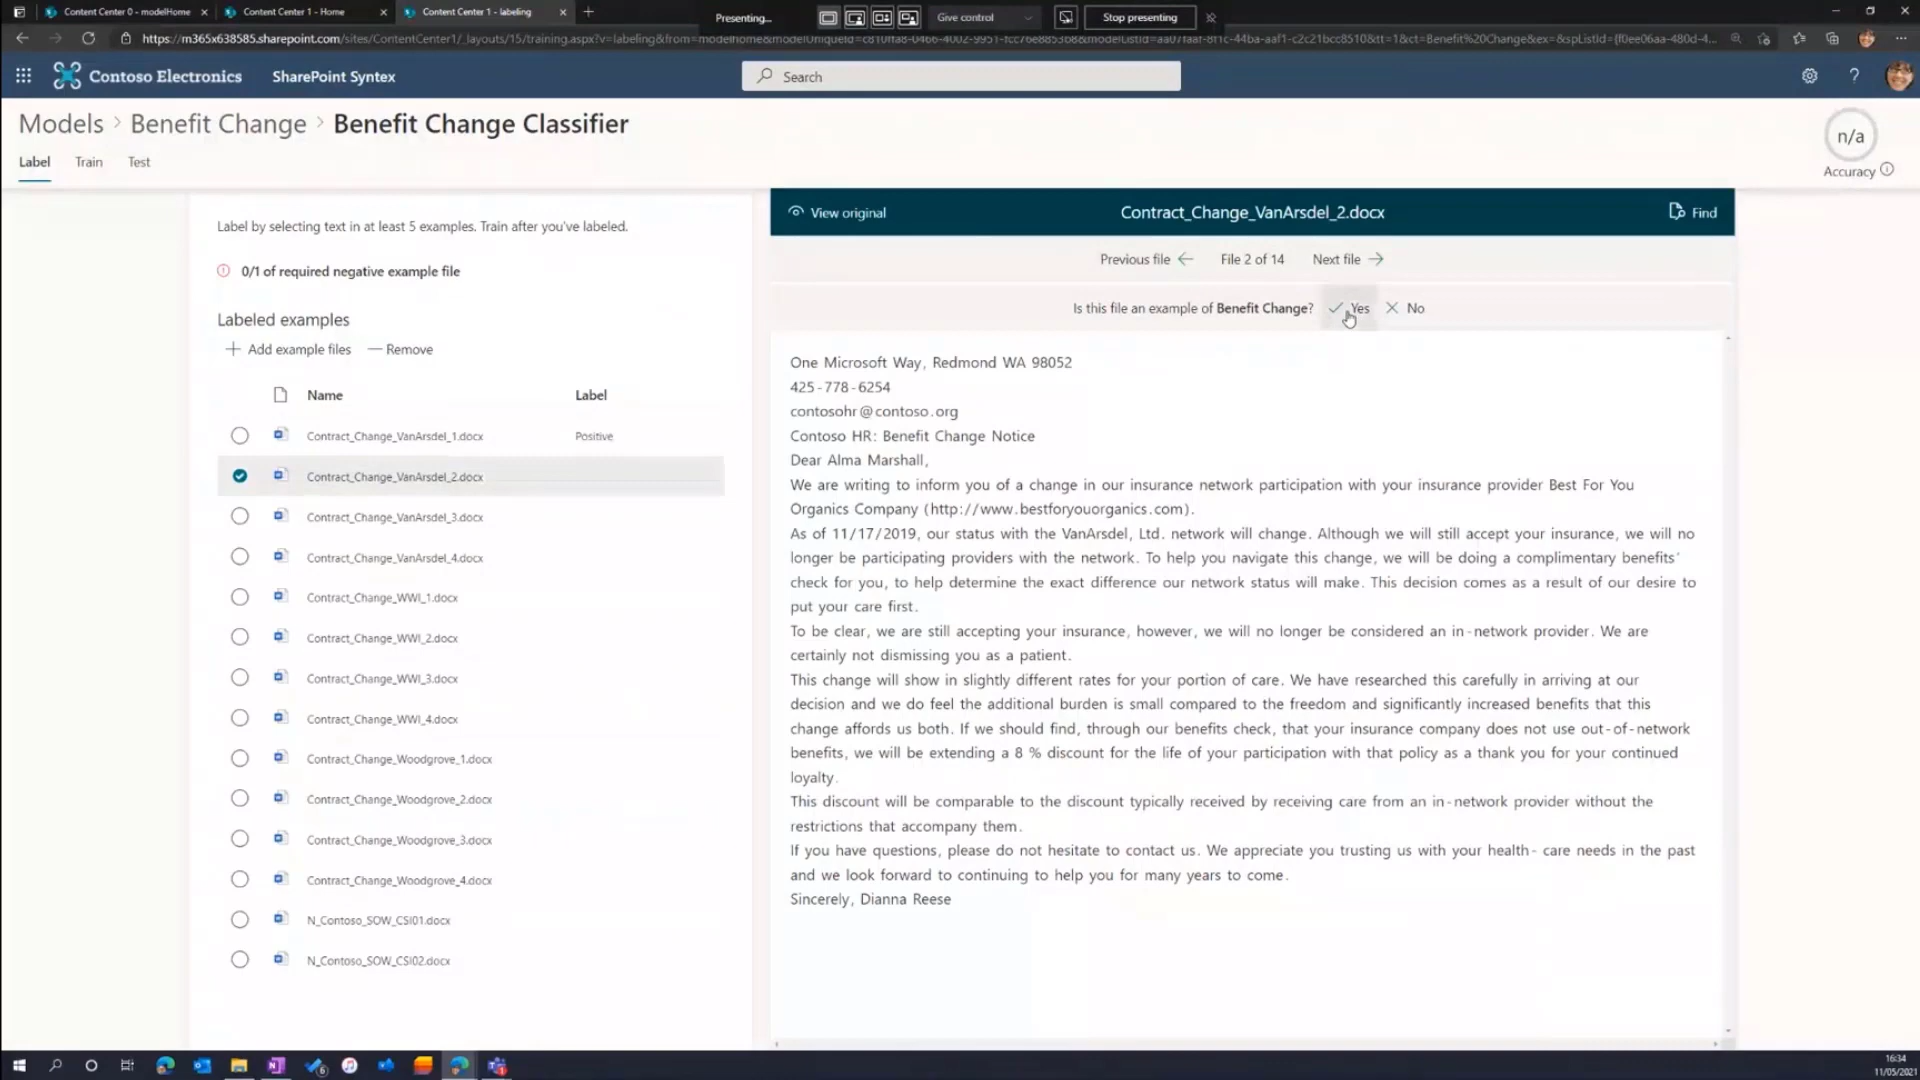 Content Center 0 - modelHome
Content Center 1 - Home
Content Center 1 - labeling
Presenting...
Give control
Stop presenting
Contoso Electronics
SharePoint Syntex
Search
Models > Benefit Change > Benefit Change Classifier
n/a
Accuracy
Label
Train
Test
Label by selecting text in at least 5 examples. Train after you've labeled.
0/1 of required negative example file
Labeled examples
+ Add example files
Remove
Name
Label
Contract_Change_VanArsdel_1.docx
Positive
Contract_Change_VanArsdel_2.docx
Contract_Change_VanArsdel_3.docx
Contract_Change_VanArsdel_4.docx
Contract_Change_WWI_1.docx
Contract_Change_WWI_2.docx
Contract_Change_WWI_3.docx
Contract_Change_WWI_4.docx
Contract_Change_Woodgrove_1.docx
Contract_Change_Woodgrove_2.docx
Contract_Change_Woodgrove_3.docx
Contract_Change_Woodgrove_4.docx
N_Contoso_SOW_CSI01.docx
N_Contoso_SOW_CSI02.docx
View original
Contract_Change_VanArsdel_2.docx
Find
Previous file
File 2 of 14
Next file
Is this file an example of Benefit Change?
Yes
No
One Microsoft Way, Redmond WA 98052
425-778-6254
contosohr@contoso.org
Contoso HR: Benefit Change Notice
Dear Alma Marshall,
We are writing to inform you of a change in our insurance network participation with your insurance provider Best For You
Organics Company (http://www.bestforyouorganics.com).
As of 11/17/2019, our status with the VanArsdel, Ltd. network will change. Although we will still accept your insurance, we will no
longer be participating providers with the network. To help you navigate this change, we will be doing a complimentary benefits'
check for you, to help determine the exact difference our network status will make. This decision comes as a result of our desire to
put your care first.
To be clear, we are still accepting your insurance, however, we will no longer be considered an in-network provider. We are
certainly not dismissing you as a patient.
This change will show in slightly different rates for your portion of care. We have researched this carefully in arriving at our
decision and we do feel the additional burden is small compared to the freedom and significantly increased benefits that this
change affords us both. If we should find, through our benefits check, that your insurance company does not use out-of-network
benefits, we will be extending a 8 % discount for the life of your participation with that policy as a thank you for your continued
loyalty.
This discount will be comparable to the discount typically received by receiving care from an in-network provider without the
restrictions that accompany them.
If you have questions, please do not hesitate to contact us. We appreciate you trusting us with your health- care needs in the past
and we look forward to continuing to help you for many years to come.
Sincerely, Dianna Reese
16:34
11/05/2021